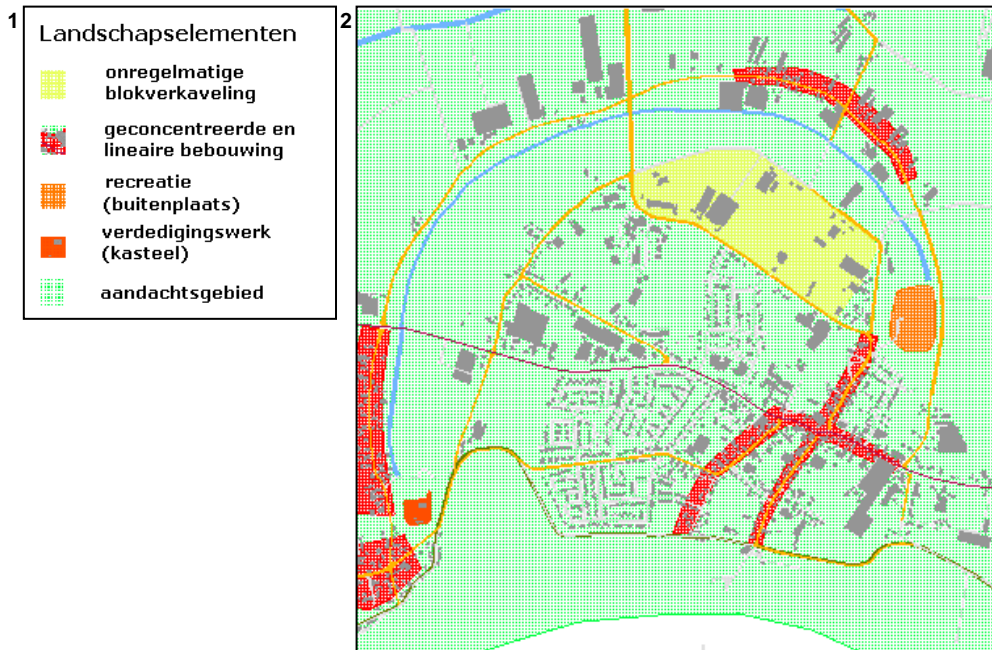 1
Landschapselementen
onregelmatige
blokverkaveling
geconcentreerde en
lineaire bebouwing
recreatie
(buitenplaats)
verdedigingswerk
(kasteel)
aandachtsgebied
2